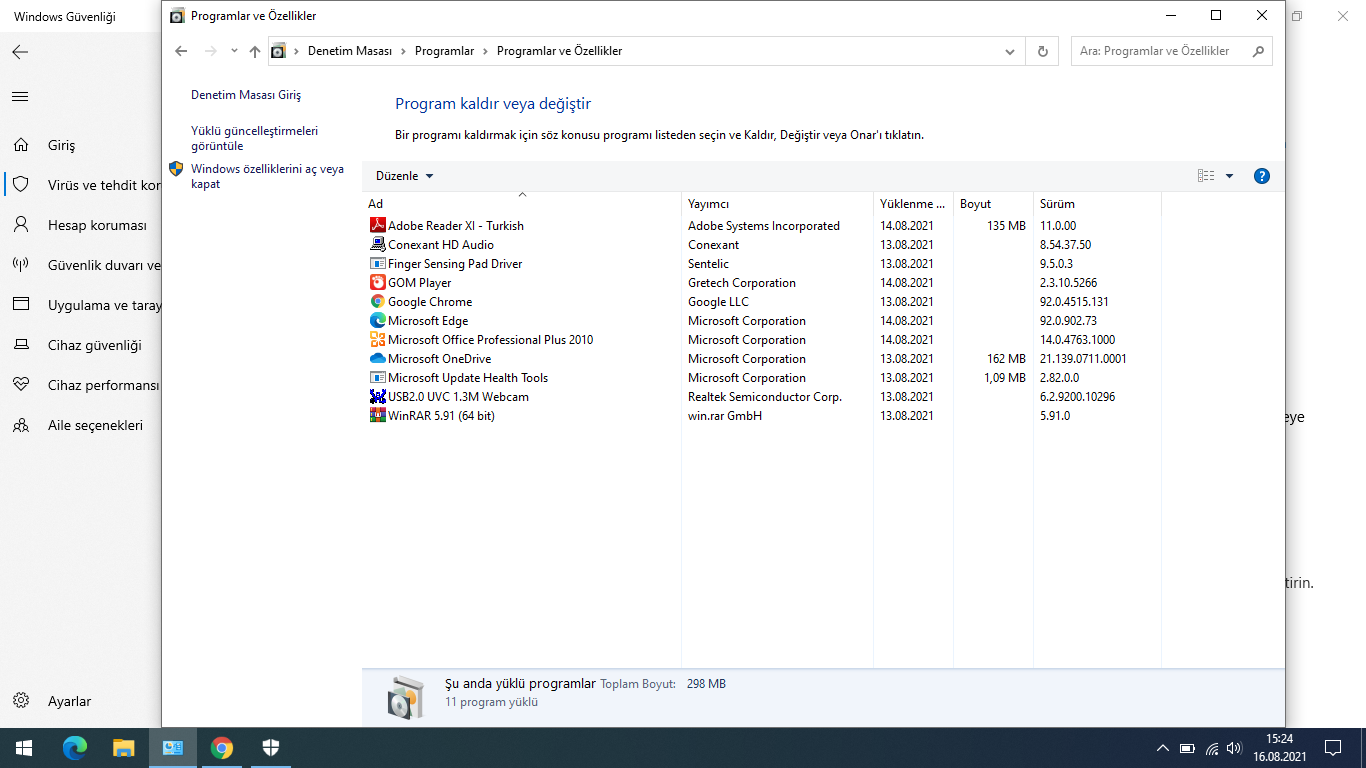 Windows Güvenliği
Giriş
Virüs ve tehdit kor
Hesap koruması
Güvenlik duvarı ve
Uygulama ve taray
Cihaz güvenliği
Cihaz performansı
Aile seçenekleri
Ayarlar
Programlar ve Özellikler
Denetim Masası
Programlar
Programlar ve Özellikler
Ara: Programlar ve Özellikler
Denetim Masası Giriş
Yüklü güncelleştirmeleri
görüntüle
Windows özelliklerini aç veya
kapat
Program kaldır veya değiştir
Bir programı kaldırmak için söz konusu programı listeden seçin ve Kaldır, Değiştir veya Onar'ı tıklatın.
Düzenle
Ad Yayımcı Yüklenme ... Boyut Sürüm
Adobe Reader XI - Turkish Adobe Systems Incorporated 14.08.2021 135 MB 11.0.00
Conexant HD Audio Conexant 13.08.2021 8.54.37.50
Finger Sensing Pad Driver Sentelic 13.08.2021 9.5.0.3
GOM Player Gretech Corporation 14.08.2021 2.3.10.5266
Google Chrome Google LLC 13.08.2021 92.0.4515.131
Microsoft Edge Microsoft Corporation 14.08.2021 92.0.902.73
Microsoft Office Professional Plus 2010 Microsoft Corporation 14.08.2021 14.0.4763.1000
Microsoft OneDrive Microsoft Corporation 13.08.2021 162 MB 21.139.0711.0001
Microsoft Update Health Tools Microsoft Corporation 13.08.2021 1,09 MB 2.82.0.0
USB2.0 UVC 1.3M Webcam Realtek Semiconductor Corp. 13.08.2021 6.2.9200.10296
WinRAR 5.91 (64 bit) win.rar GmbH 13.08.2021 5.91.0
Şu anda yüklü programlar Toplam Boyut: 298 MB
11 program yüklü
eye
tirin.
15:24
16.08.2021